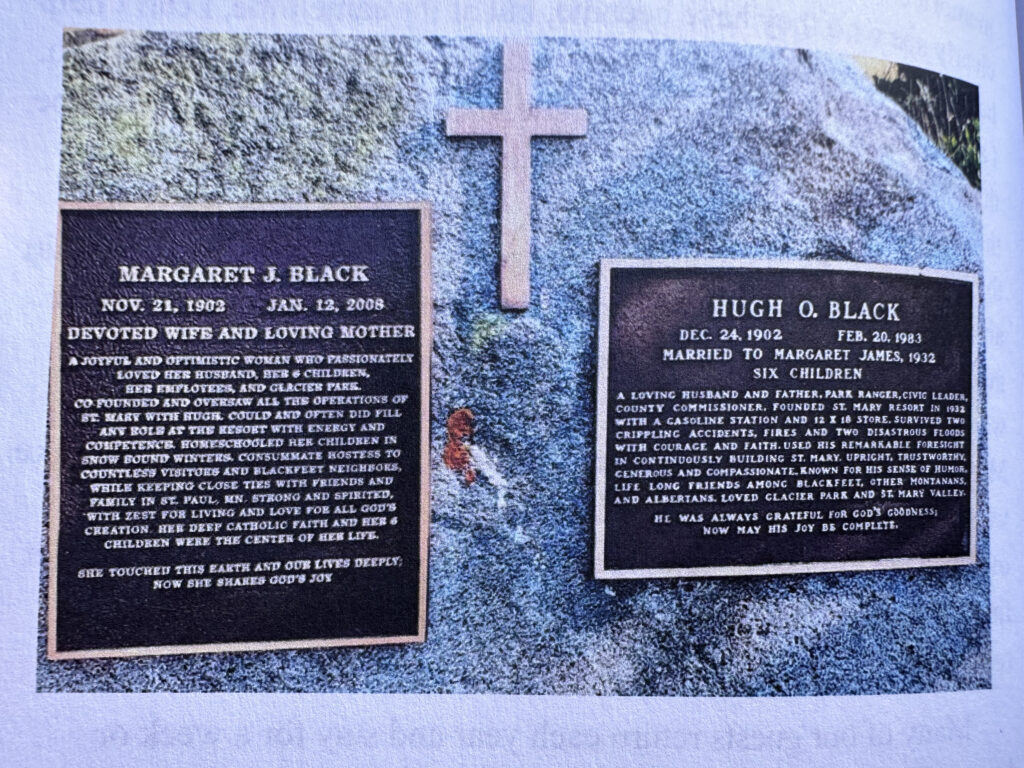 MARGARET J. BLACK
NOV. 21, 1902 JAN. 12, 2008
DEVOTED WIFE AND LOVING MOTHER
A JOYFUL AND OPTIMISTIC WOMAN WHO PASSIONATELY
LOVED HER HUSBAND, HER 6 CHILDREN,
HER EMPLOYEES, AND GLACIER PARK.
CO FOUNDED AND OVERSAW ALL THE OPERATIONS OF
ST. MARY WITH HUGH. COULD AND OFTEN DID FILL
ANY ROLE AT THE RESORT WITH ENERGY AND
COMPETENCE. HOMESCHOOLED HER CHILDREN IN
SNOW BOUND WINTERS. CONSUMMATE HOSTESS TO
COUNTLESS VISITORS AND BLACKFEET NEIGHBORS,
WHILE KEEPING CLOSE TIES WITH FRIENDS AND
FAMILY IN ST. PAUL, MN. STRONG AND SPIRITED,
WITH ZEST FOR LIVING AND LOVE FOR ALL GOD'S
CREATION. HER DEEP CATHOLIC FAITH AND HER 6
CHILDREN WERE THE CENTER OF HER LIFE.
SHE TOUCHED THIS EARTH AND OUR LIVES DEEPLY;
NOW SHE SHARES GOD'S JOY
HUGH O. BLACK
DEC. 24, 1902 FEB. 20, 1983
MARRIED TO MARGARET JAMES, 1932
SIX CHILDREN
A LOVING HUSBAND AND FATHER, PARK RANGER, CIVIC LEADER,
COUNTY COMMISSIONER. FOUNDED ST. MARY RESORT IN 1932
WITH A GASOLINE STATION AND 12 X 18 STORE. SURVIVED TWO
CRIPPLING ACCIDENTS, FIRES AND TWO DISASTROUS FLOODS
WITH COURAGE AND FAITH. USED HIS REMARKABLE FORESIGHT
IN CONTINUOUSLY BUILDING ST. MARY. UPRIGHT, TRUSTWORTHY,
GENEROUS AND COMPASSIONATE. KNOWN FOR HIS SENSE OF HUMOR.
LIFE LONG FRIENDS AMONG BLACKFEET, OTHER MONTANANS,
AND ALBERTANS. LOVED GLACIER PARK AND ST. MARY VALLEY.
HE WAS ALWAYS GRATEFUL FOR GOD'S GOODNESS;
NOW MAY HIS JOY BE COMPLETE.